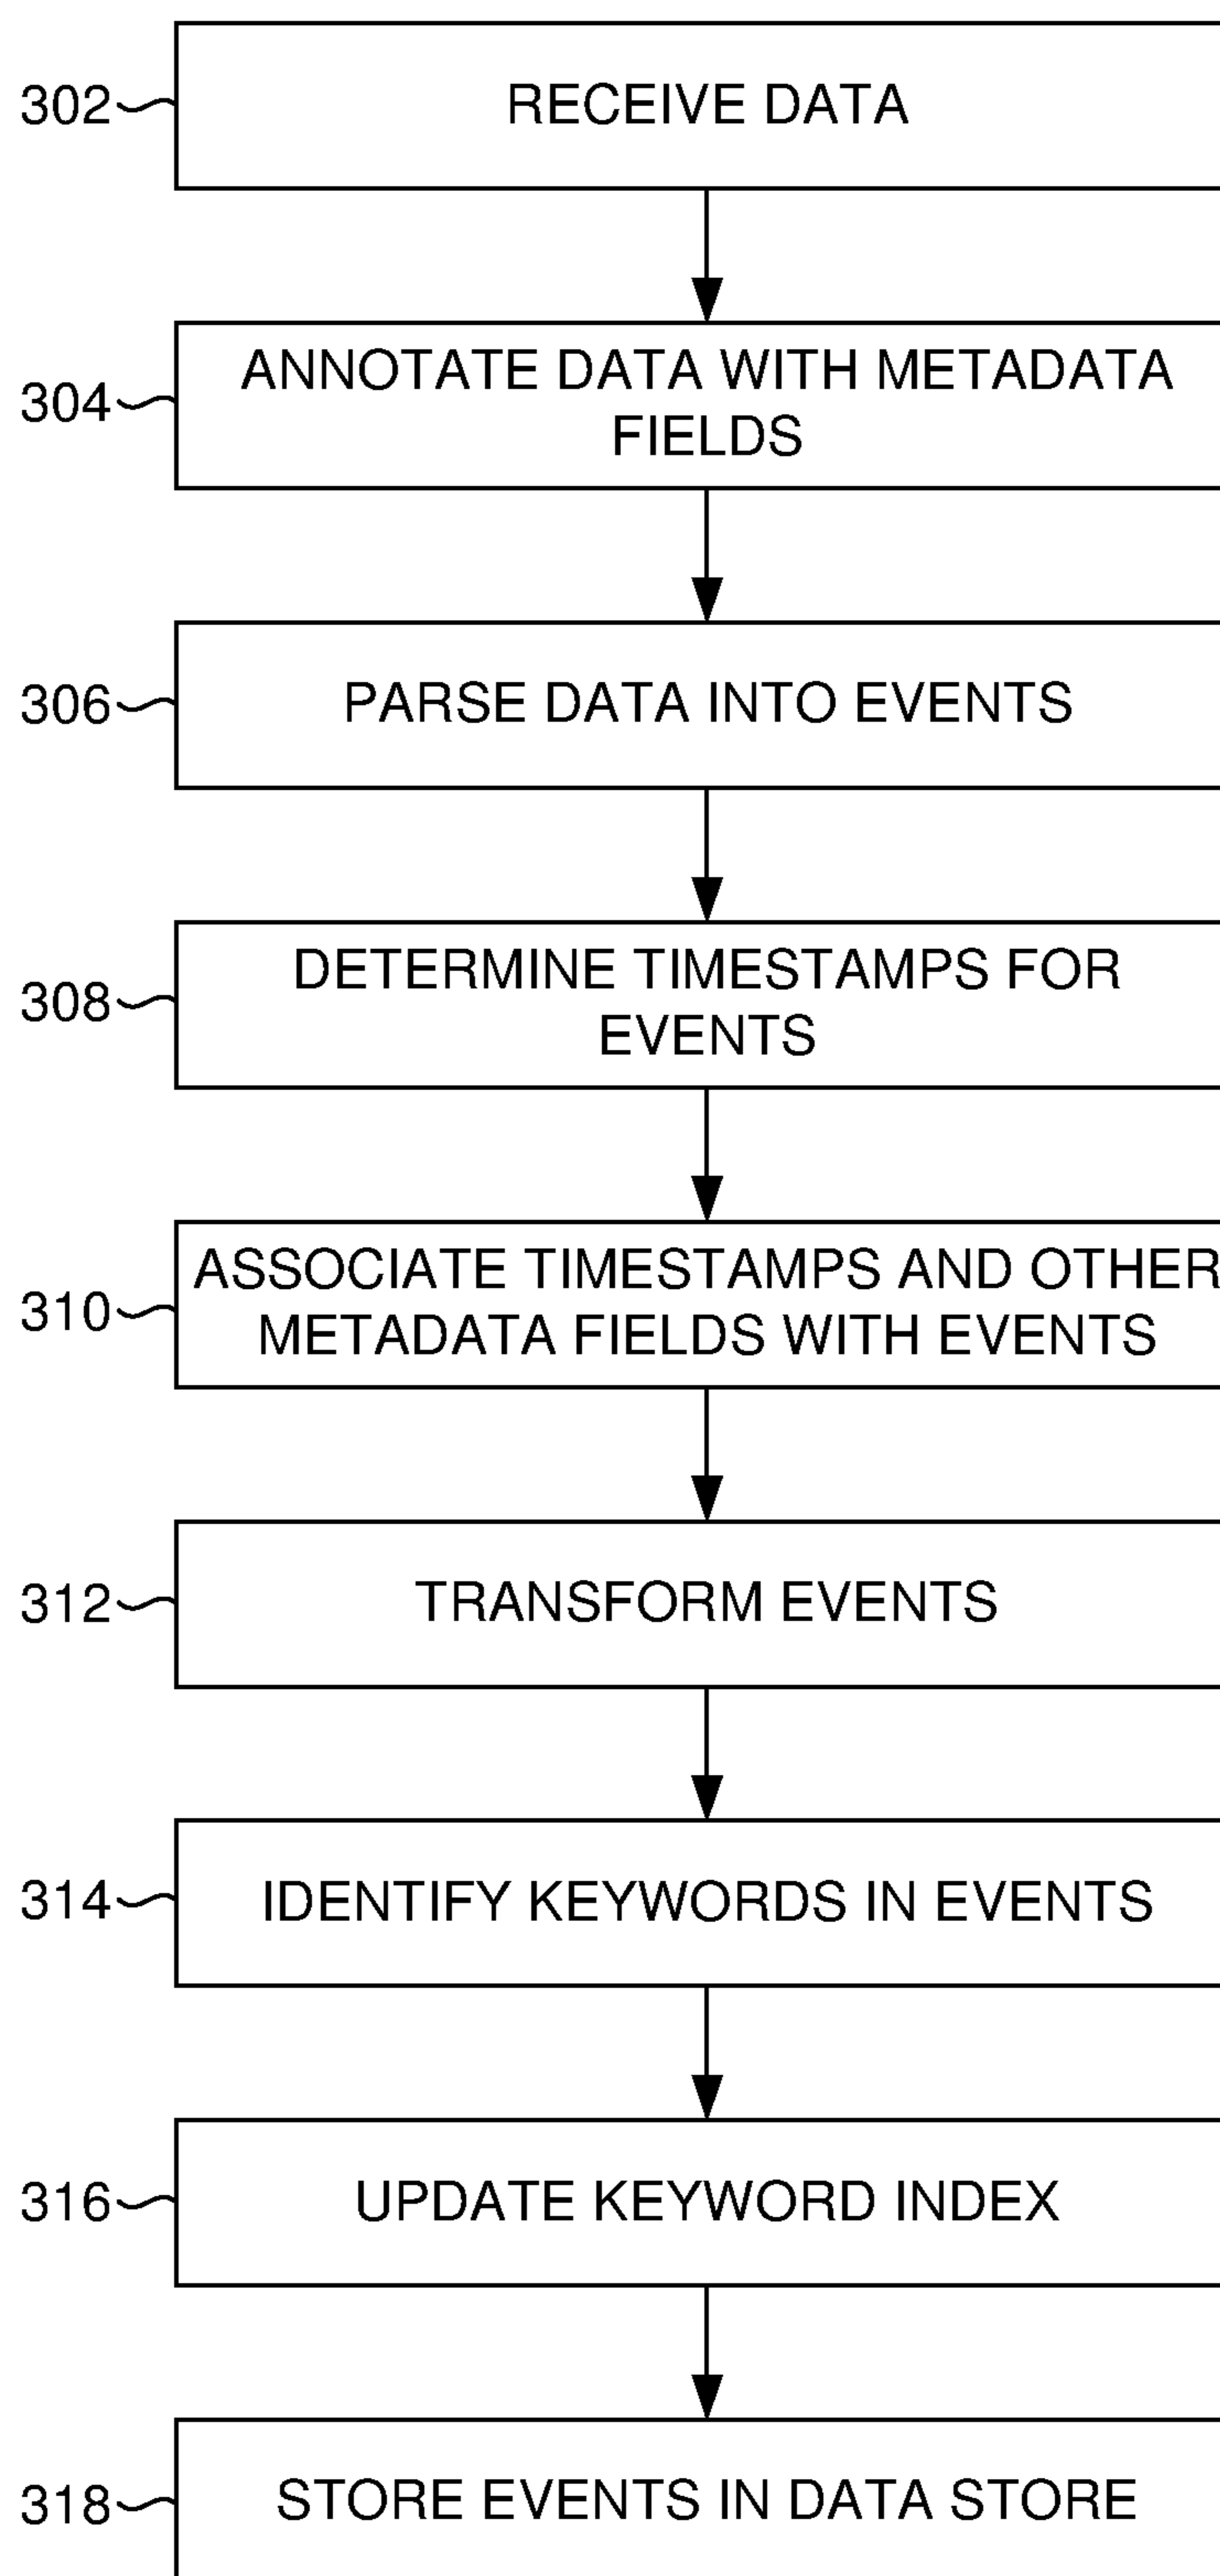 302
RECEIVE DATA
304
ANNOTATE DATA WITH METADATA
FIELDS
306
PARSE DATA INTO EVENTS
308
DETERMINE TIMESTAMPS FOR
EVENTS
310
ASSOCIATE TIMESTAMPS AND OTHER
METADATA FIELDS WITH EVENTS
312
TRANSFORM EVENTS
314
IDENTIFY KEYWORDS IN EVENTS
316
UPDATE KEYWORD INDEX
318
STORE EVENTS IN DATA STORE